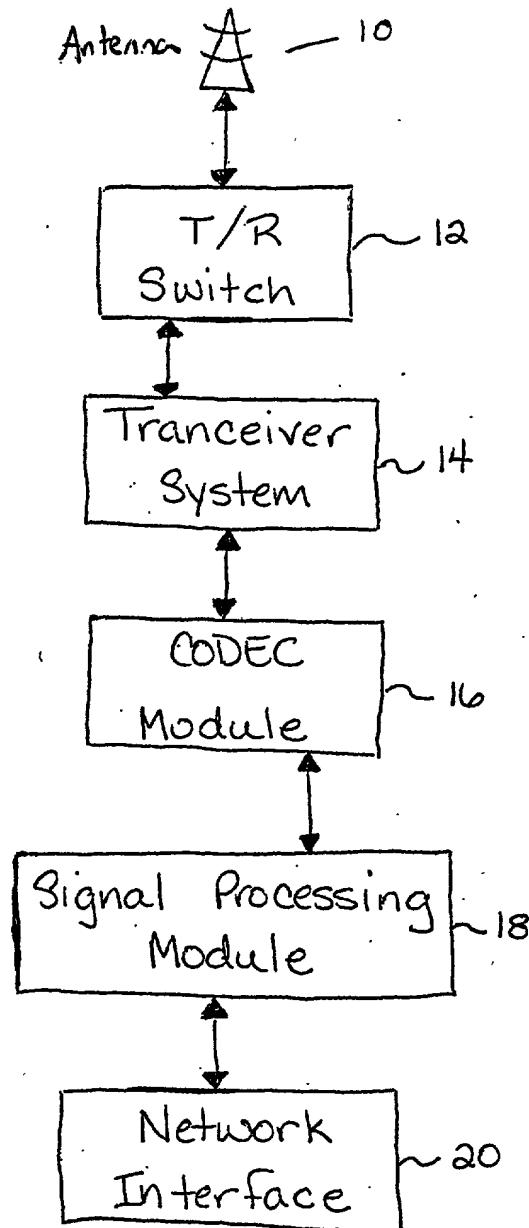 Antenna 10
T/R
Switch
12
Tranceiver
System
14
CODEC
Module
16
Signal Processing
Module
18
Network
Interface
20